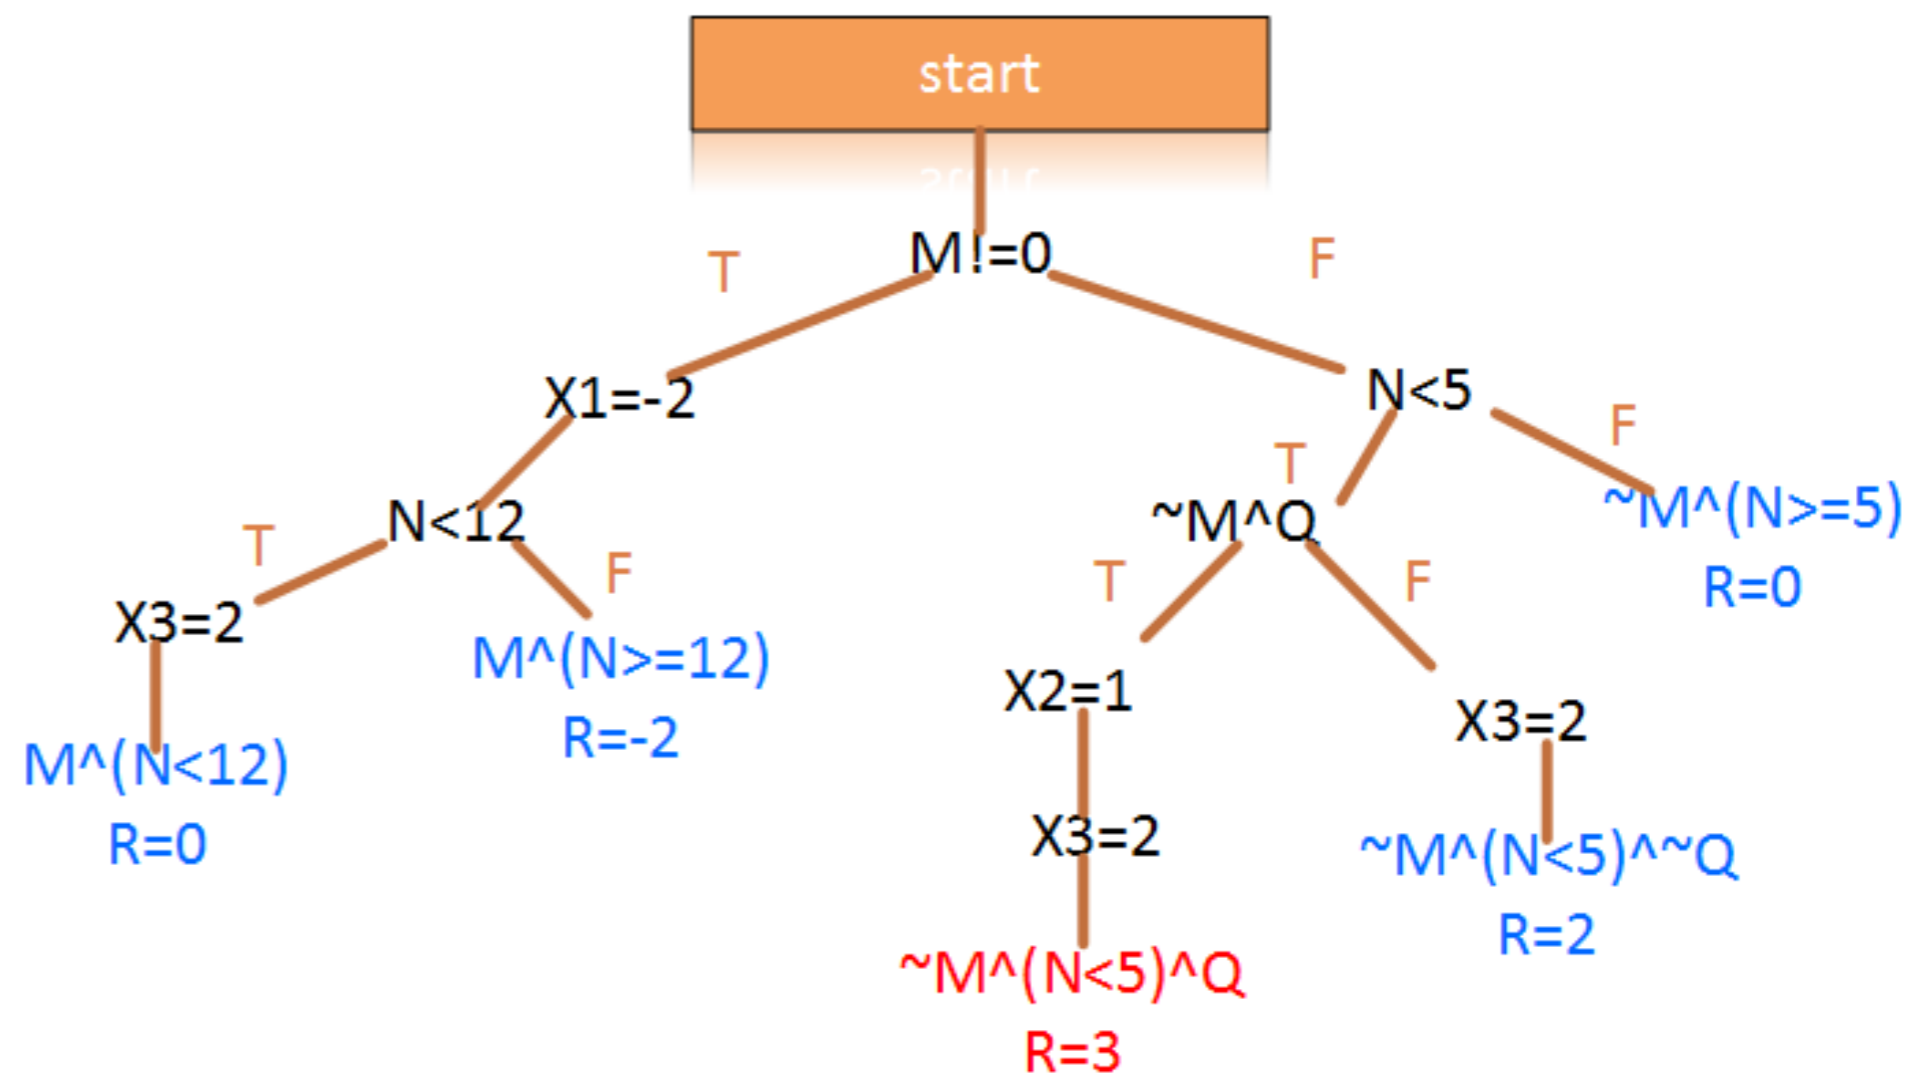 start
M!=0
T
F
X1=-2
N<5
T
F
N<12
~M^Q
~M^(N>=5)
R=0
T
F
T
F
X3=2
M^(N>=12)
R=-2
X2=1
X3=2
M^(N<12)
R=0
X3=2
~M^(N<5)^~Q
R=2
~M^(N<5)^Q
R=3